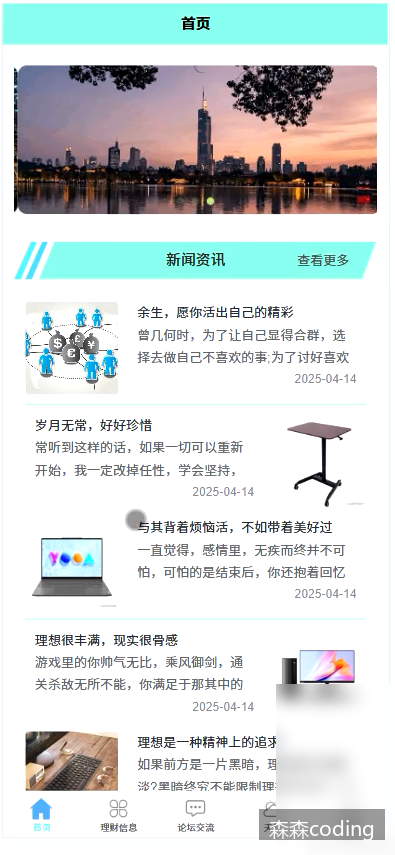 首页
新闻资讯
查看更多
余生，愿你活出自己的精彩
曾几何时，为了让自己显得合群，选
择去做自己不喜欢的事;为了讨好喜欢
2025-04-14
岁月无常，好好珍惜
常听到这样的话，如果一切可以重新
开始，我一定改掉任性，学会坚持，
2025-04-14
与其背着烦恼活，不如带着美好过
一直觉得，感情里，无疾而终并不可
怕，可怕的是结束后，你还抱着回忆
2025-04-14
理想很丰满，现实很骨感
游戏里的你帅气无比，乘风御剑，通
关杀敌无所不能，你满足于那其中的
2025-04-14
理想是一种精神上的追求
如果前方是一片黑暗，理
淡?黑暗终究不能限制理
首页
理财信息
论坛交流
森森coding